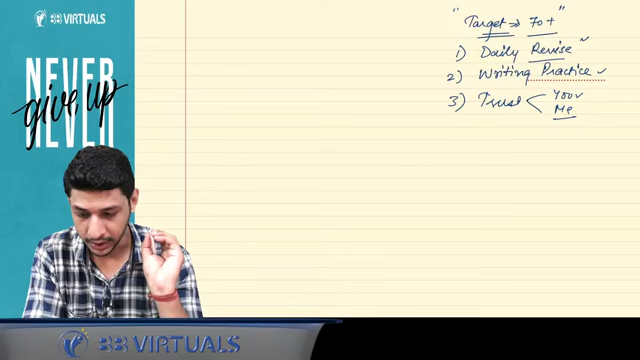 BB VIRTUALS
NEVER
give up
NEVER
" Target => 70+ "
1) Daily Revise ~
2) Writing Practice ✓
3) Trust < Your
Me
BB VIRTUALS